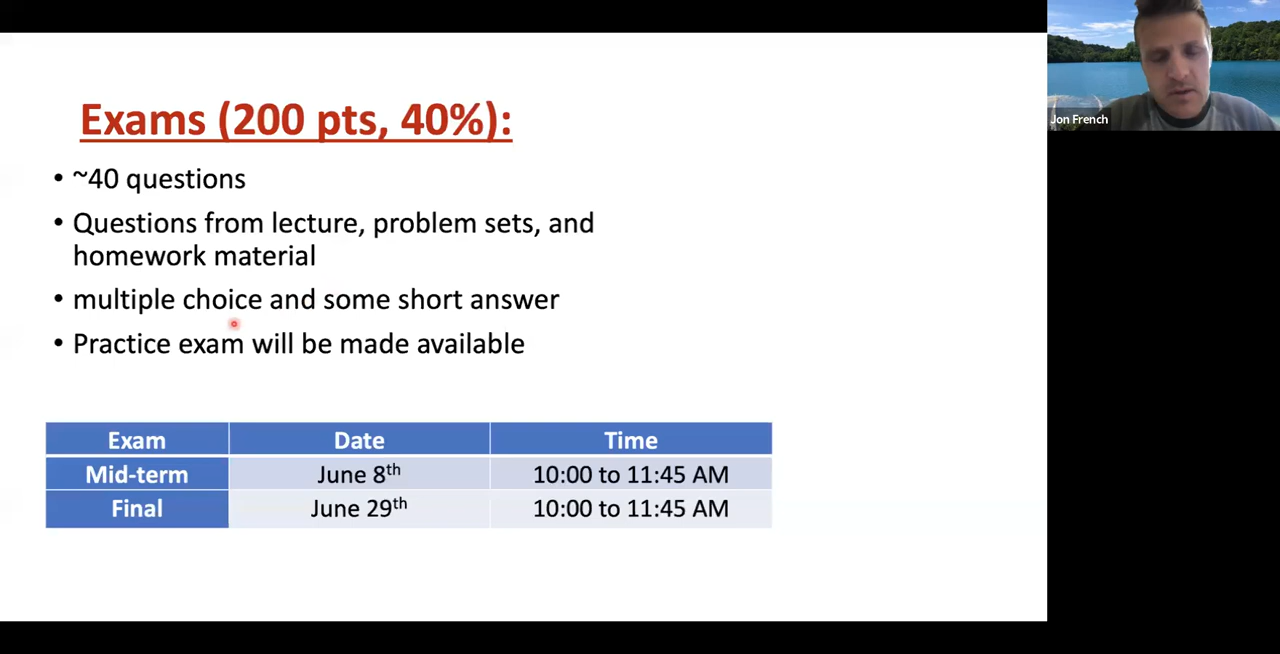 Exams (200 pts, 40%):
• ~40 questions
• Questions from lecture, problem sets, and
homework material
• multiple choice and some short answer
• Practice exam will be made available
Exam Date Time
Mid-term June 8th 10:00 to 11:45 AM
Final June 29th 10:00 to 11:45 AM
Jon French